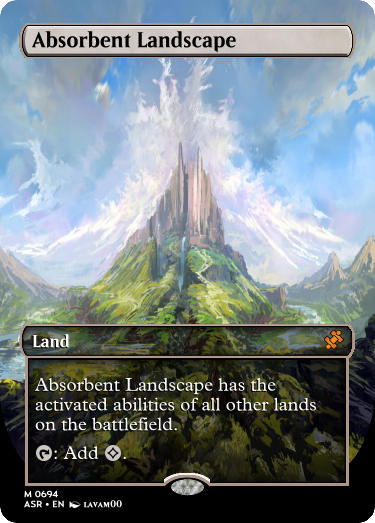 Absorbent Landscape
Land
Absorbent Landscape has the
activated abilities of all other lands
on the battlefield.
: Add .
M 0694
ASR • EN LAVAM00